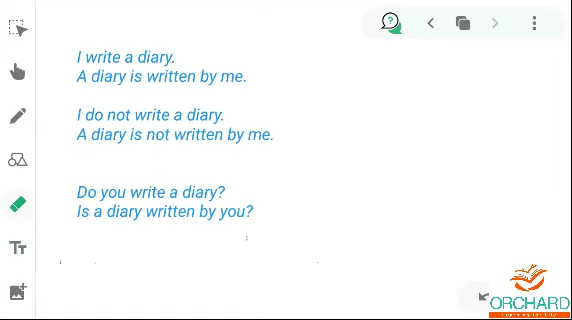 I write a diary.
A diary is written by me.
I do not write a diary.
A diary is not written by me.
Do you write a diary?
Is a diary written by you?
Tт
ORCHARD